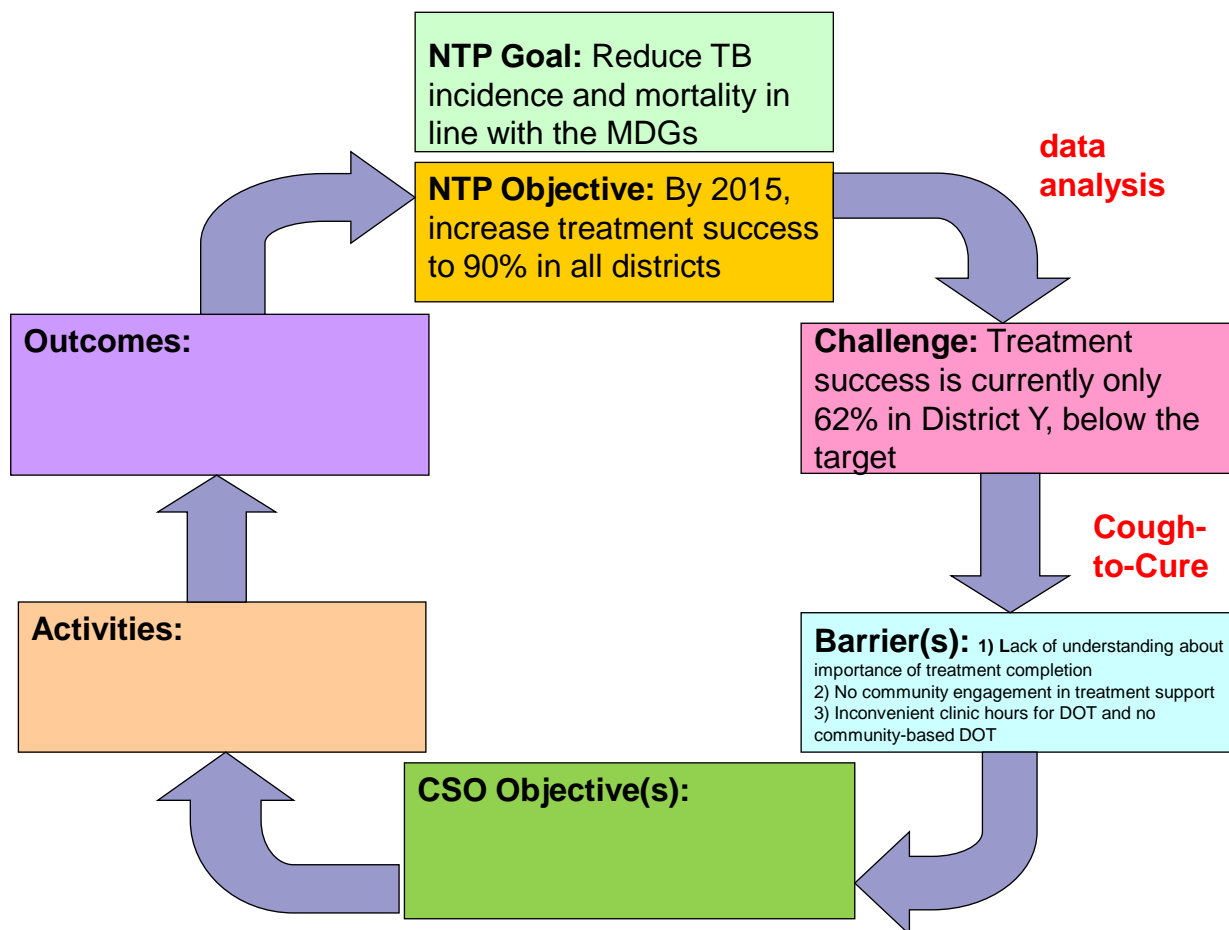 NTP Goal: Reduce TB
incidence and mortality in
line with the MDGs
NTP Objective: By 2015,
increase treatment success
to 90% in all districts
data
analysis
Challenge: Treatment
success is currently only
62% in District Y, below the
target
Cough-
to-Cure
Barrier(s): 1) Lack of understanding about
importance of treatment completion
2) No community engagement in treatment support
3) Inconvenient clinic hours for DOT and no
community-based DOT
CSO Objective(s):
Activities:
Outcomes: